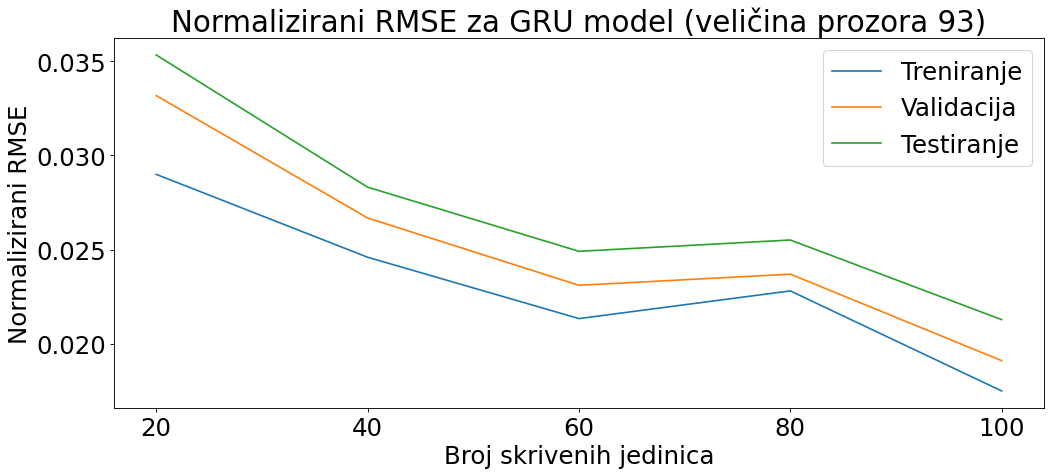 Normalizirani RMSE za GRU model (veličina prozora 93)
Normalizirani RMSE
0.035
0.030
0.025
0.020
Treniranje
Validacija
Testiranje
20 40 60 80 100
Broj skrivenih jedinica